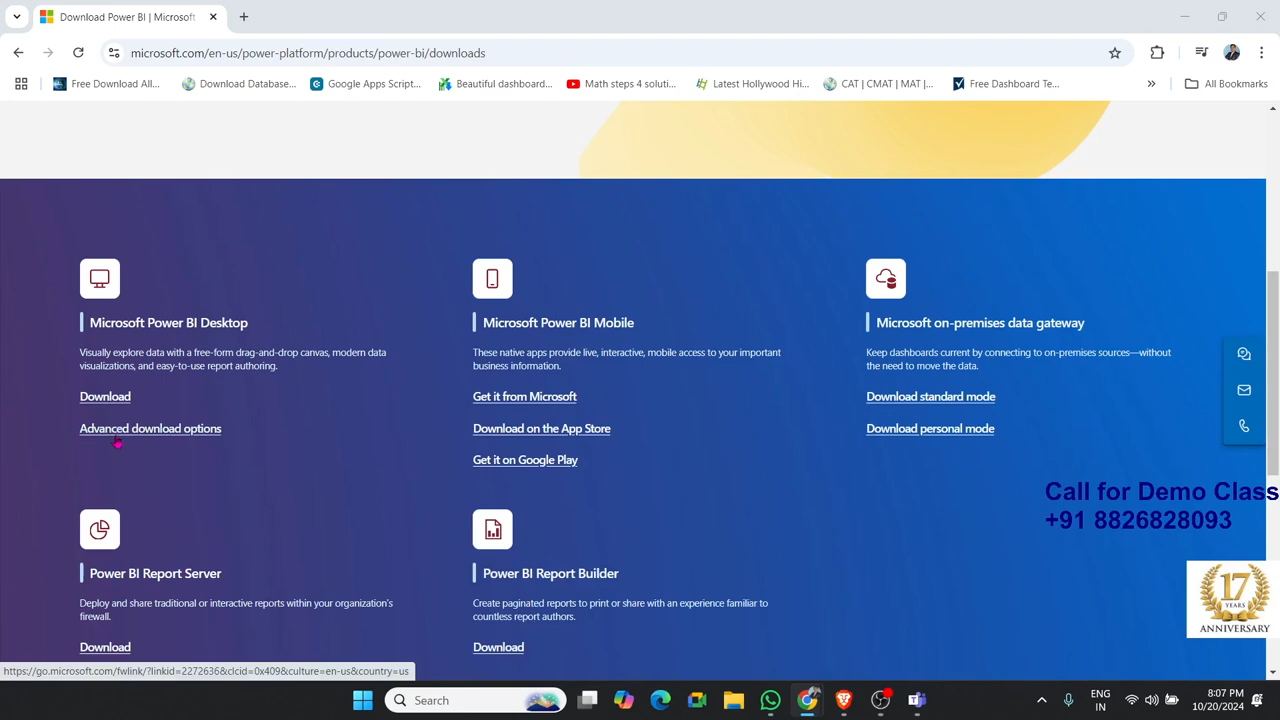 Download Power BI | Microsoft
microsoft.com/en-us/power-platform/products/power-bi/downloads
Free Download All...
Download Database...
Google Apps Script...
Beautiful dashboard...
Math steps 4 soluti...
Latest Hollywood Hi...
CAT | CMAT | MAT |...
Free Dashboard Te...
All Bookmarks
Microsoft Power BI Desktop
Visually explore data with a free-form drag-and-drop canvas, modern data
visualizations, and easy-to-use report authoring.
Download
Advanced download options
Microsoft Power BI Mobile
These native apps provide live, interactive, mobile access to your important
business information.
Get it from Microsoft
Download on the App Store
Get it on Google Play
Microsoft on-premises data gateway
Keep dashboards current by connecting to on-premises sources—without
the need to move the data.
Download standard mode
Download personal mode
Call for Demo Class
+91 8826828093
Power BI Report Server
Deploy and share traditional or interactive reports within your organization's
firewall.
Download
Power BI Report Builder
Create paginated reports to print or share with an experience familiar to
countless report authors.
Download
17
YEARS
ANNIVERSARY
https://go.microsoft.com/fwlink/?linkid=2272636&clcid=0x409&culture=en-us&country=us
Search
ENG
IN
8:07 PM
10/20/2024